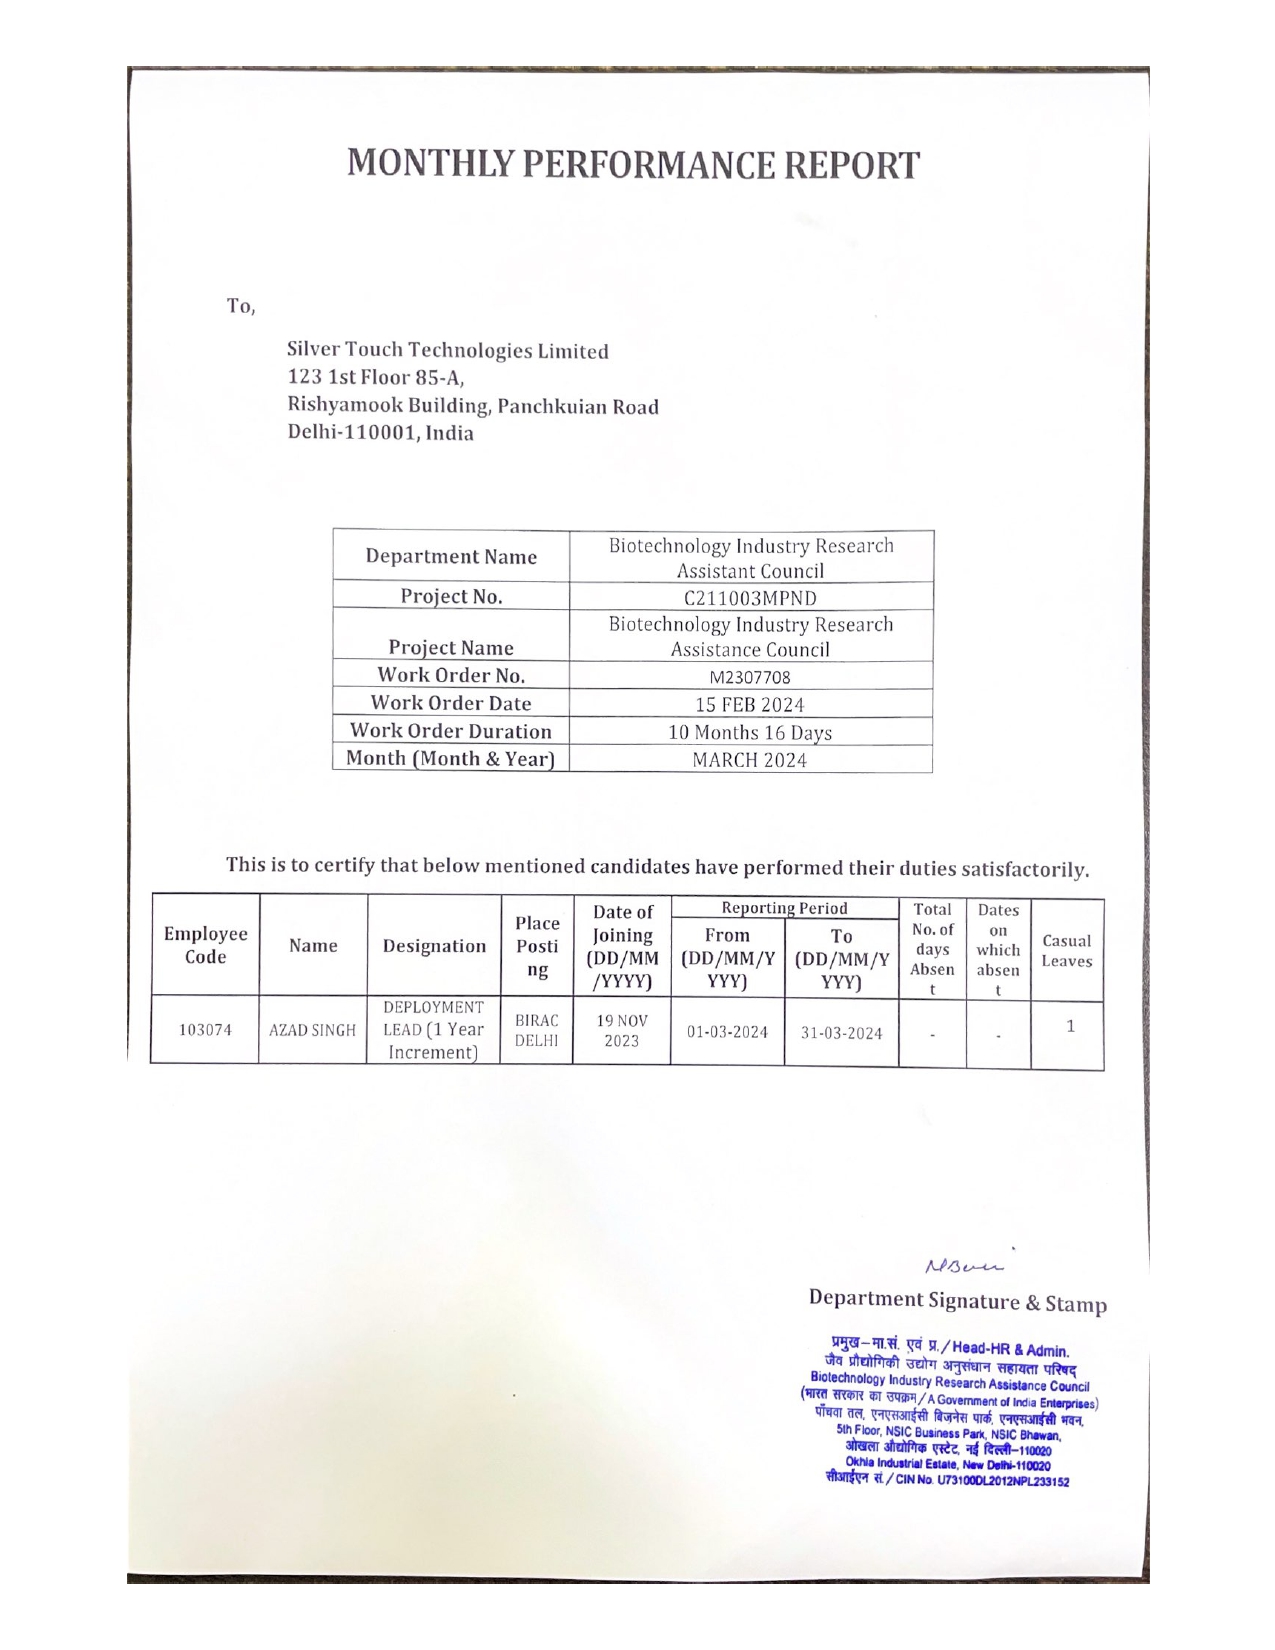 MONTHLY PERFORMANCE REPORT
To,
Silver Touch Technologies Limited
123 1st Floor 85-A,
Rishyamook Building, Panchkuian Road
Delhi-110001, India
Department Name
Biotechnology Industry Research
Assistant Council
Project No.
C211003MPND
Project Name
Biotechnology Industry Research
Assistance Council
Work Order No.
M2307708
Work Order Date
15 FEB 2024
Work Order Duration
10 Months 16 Days
Month (Month & Year)
MARCH 2024
This is to certify that below mentioned candidates have performed their duties satisfactorily.
Employee
Code
Name
Designation
Place
Posti
ng
Date of
Joining
(DD/MM
/YYYY)
Reporting Period
From
(DD/MM/Y
YYY)
To
(DD/MM/Y
YYY)
Total
No. of
days
Absen
t
Dates
on
which
absen
t
Casual
Leaves
103074
AZAD SINGH
DEPLOYMENT
LEAD (1 Year
Increment)
BIRAC
DELHI
19 NOV
2023
01-03-2024
31-03-2024
-
-
1
Department Signature & Stamp
प्रमुख–मा.सं. एवं प्र./Head-HR & Admin.
जैव प्रौद्योगिकी उद्योग अनुसंधान सहायता परिषद्
Biotechnology Industry Research Assistance Council
(भारत सरकार का उपक्रम/A Government of India Enterprises)
पाँचवा तल, एनएसआईसी बिजनेस पार्क, एनएसआईसी भवन,
5th Floor, NSIC Business Park, NSIC Bhawan,
ओखला औद्योगिक एस्टेट, नई दिल्ली–110020
Okhla Industrial Estate, New Delhi-110020
सीआईएन सं./CIN No. U73100DL2012NPL233152